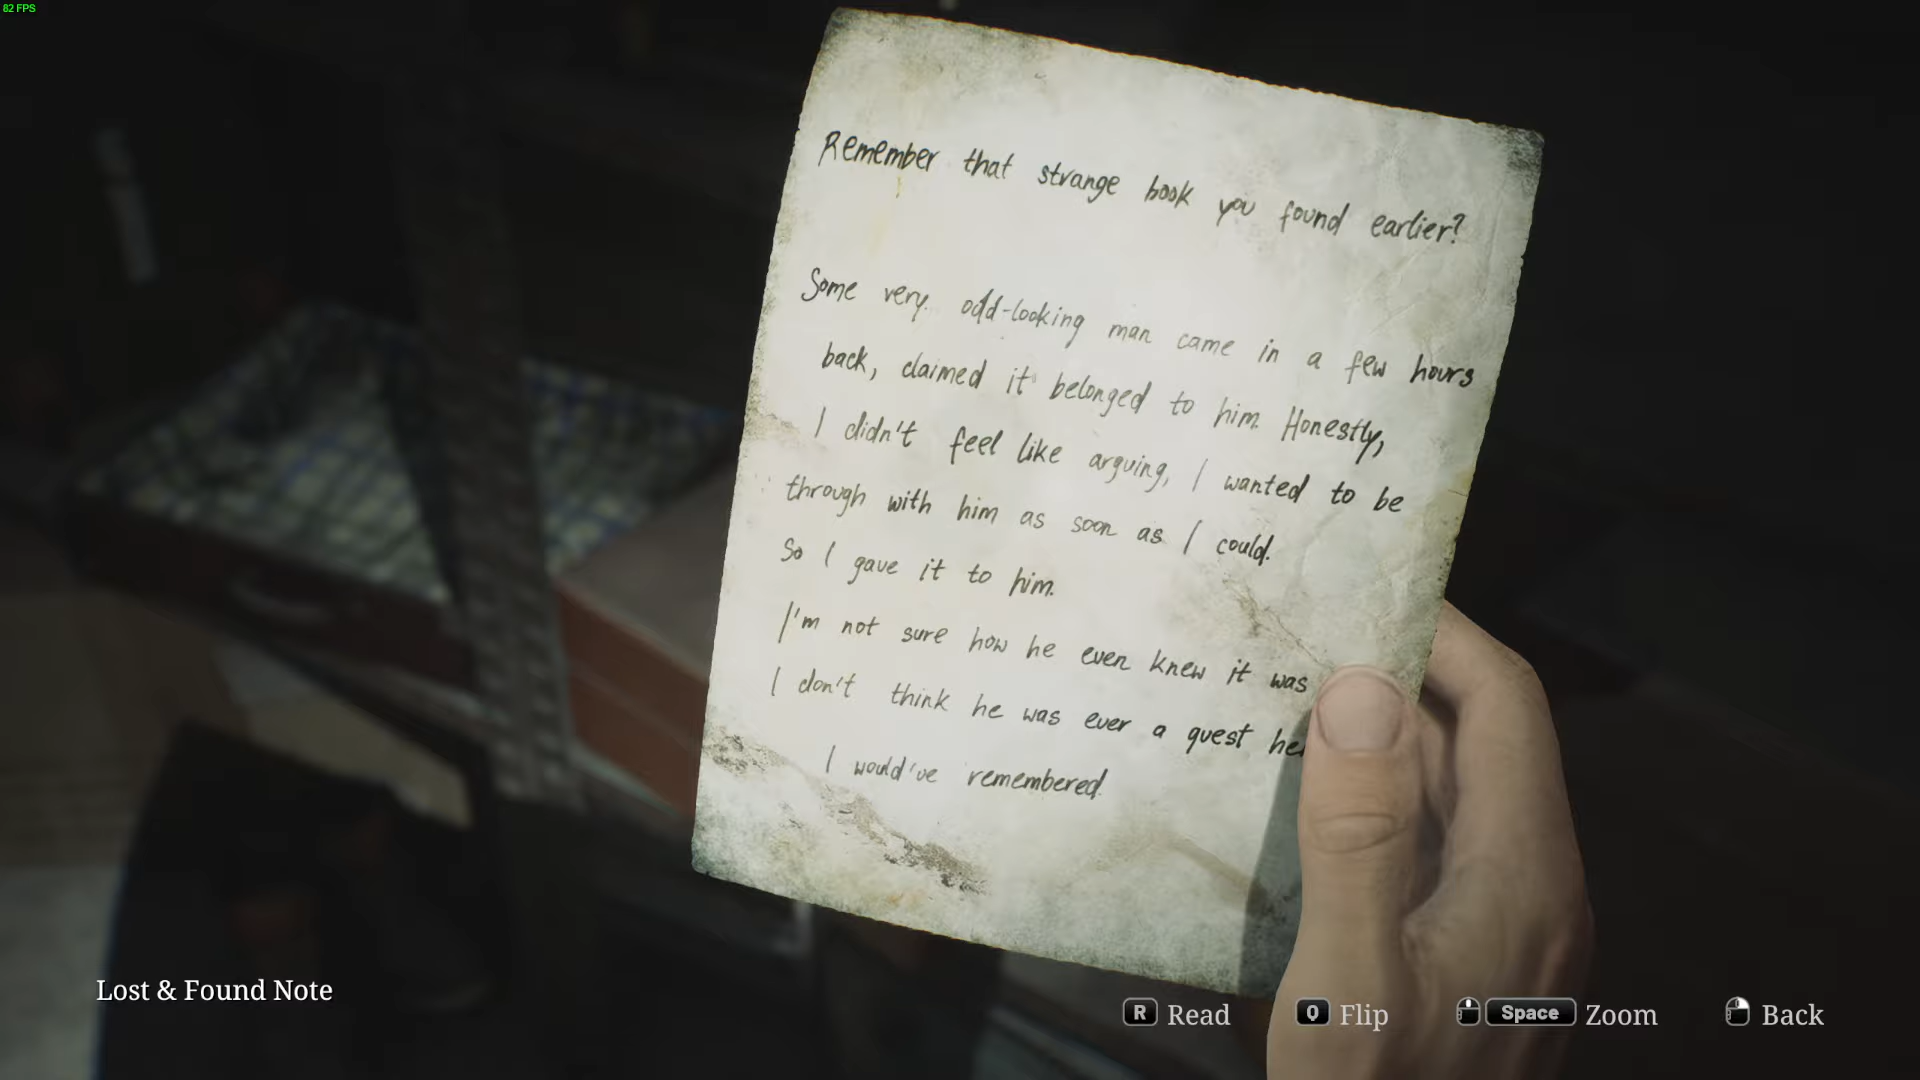 82 FPS
Remember that strange book you found earlier?
Some very odd-looking man came in a few hours
back, claimed it belonged to him. Honestly,
I didn't feel like arguing, I wanted to be
through with him as soon as I could.
So I gave it to him.
I'm not sure how he even knew it was
I don't think he was ever a guest he
I would've remembered.
Lost & Found Note
R Read
Q Flip
Space Zoom
Back